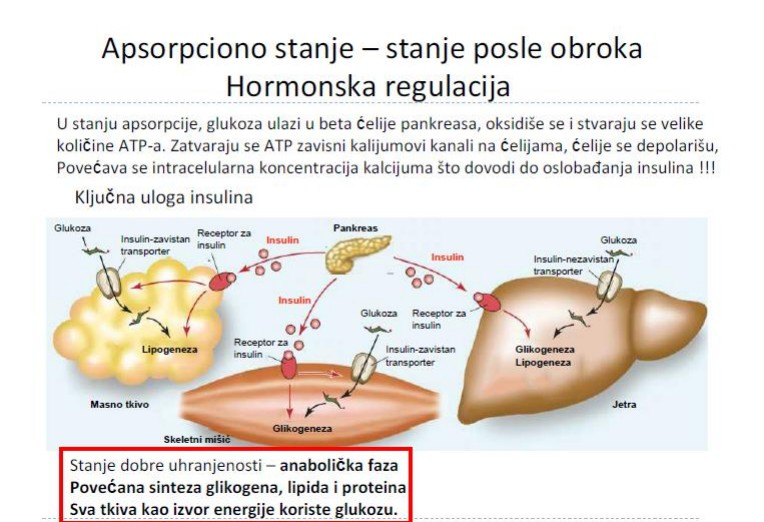 Apsorpciono stanje – stanje posle obroka
Hormonska regulacija
U stanju apsorpcije, glukoza ulazi u beta ćelije pankreasa, oksidiše se i stvaraju se velike
količine ATP-a. Zatvaraju se ATP zavisni kalijumovi kanali na ćelijama, ćelije se depolarišu,
Povećava se intracelularna koncentracija kalcijuma što dovodi do oslobađanja insulina !!!
Ključna uloga insulina
Glukoza
Insulin-zavistan
transporter
Receptor za
insulin
Insulin
Pankreas
Insulin
Glukoza
Insulin-nezavistan
transporter
Insulin
Glukoza
Receptor za
insulin
Receptor za
insulin
Insulin-zavistan
transporter
Lipogeneza
Glikogeneza
Lipogeneza
Masno tkivo
Jetra
Glikogeneza
Skeletni mišić
Stanje dobre uhranjenosti – anabolička faza
Povećana sinteza glikogena, lipida i proteina
Sva tkiva kao izvor energije koriste glukozu.